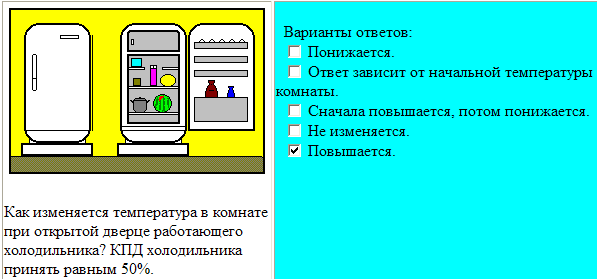 Варианты ответов:
Понижается.
Ответ зависит от начальной температуры
комнаты.
Сначала повышается, потом понижается.
Не изменяется.
Повышается.
Как изменяется температура в комнате
при открытой дверце работающего
холодильника? КПД холодильника
принять равным 50%.